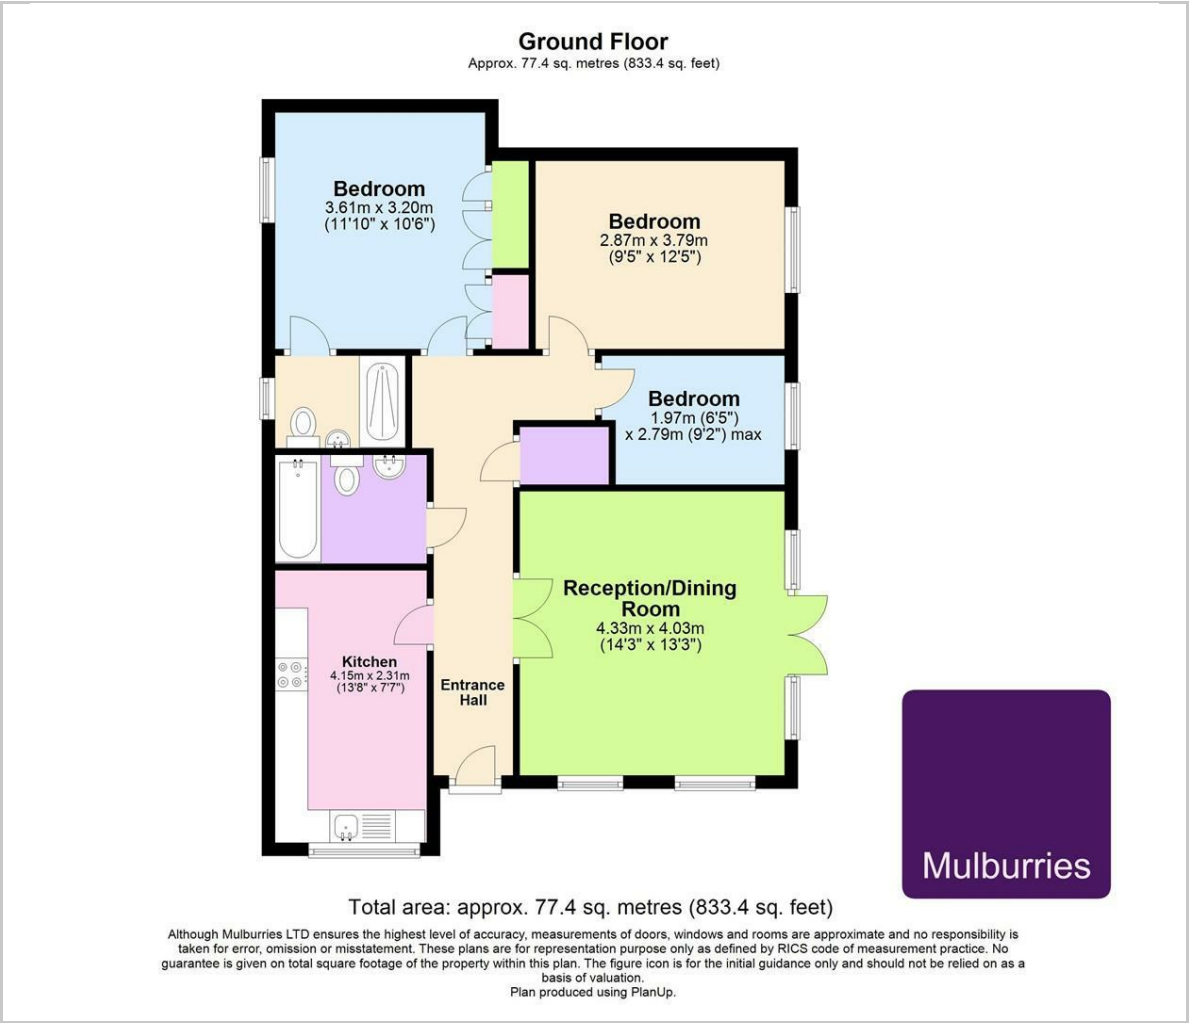 Ground Floor
Approx. 77.4 sq. metres (833.4 sq. feet)
Bedroom
3.61m x 3.20m
(11'10" x 10'6")
Bedroom
2.87m x 3.79m
(9'5" x 12'5")
Bedroom
1.97m (6'5")
x 2.79m (9'2") max
Reception/Dining
Room
4.33m x 4.03m
(14'3" x 13'3")
Kitchen
4.15m x 2.31m
(13'8" x 7'7")
Entrance
Hall
Mulburries
Total area: approx. 77.4 sq. metres (833.4 sq. feet)
Although Mulburries LTD ensures the highest level of accuracy, measurements of doors, windows and rooms are approximate and no responsibility is
taken for error, omission or misstatement. These plans are for representation purpose only as defined by RICS code of measurement practice. No
guarantee is given on total square footage of the property within this plan. The figure icon is for the initial guidance only and should not be relied on as a
basis of valuation.
Plan produced using PlanUp.